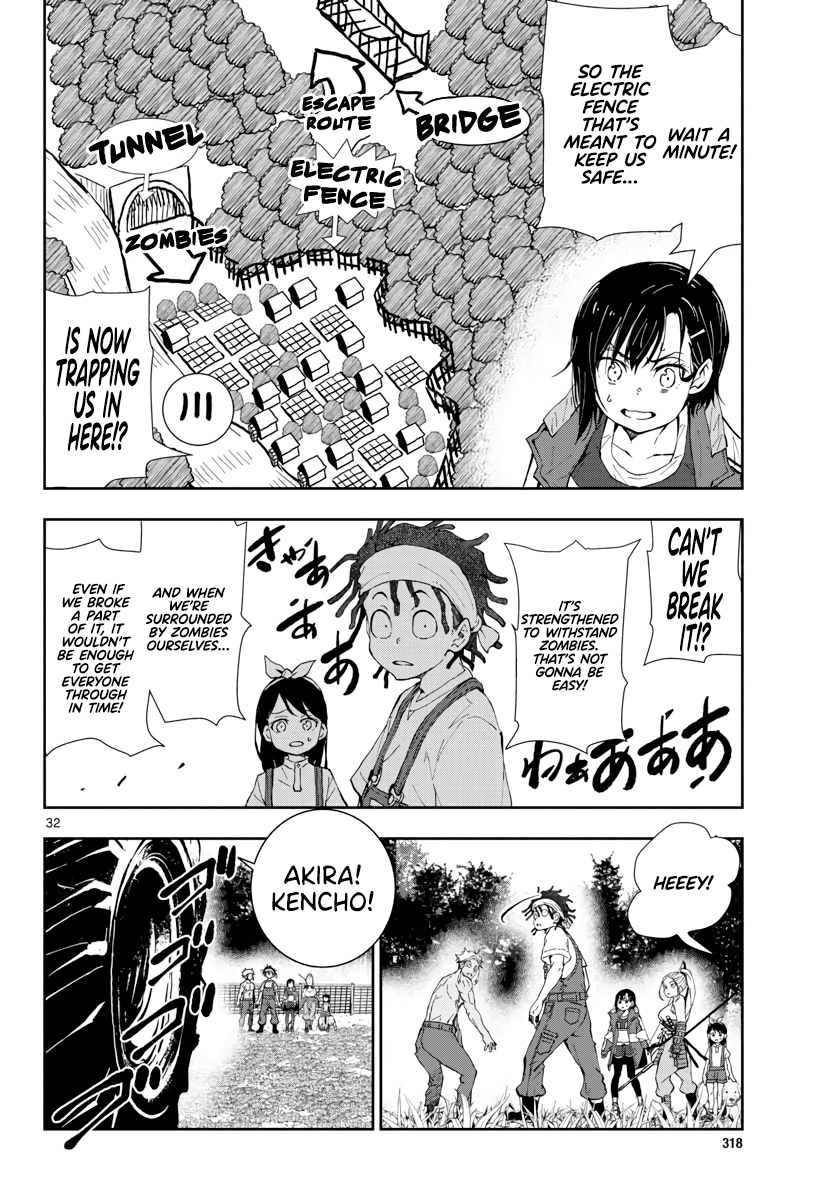 WAIT A
MINUTE!
SO THE
ELECTRIC
FENCE
THAT'S
MEANT TO
KEEP US
SAFE...
ESCAPE
ROUTE
BRIDGE
TUNNEL
ELECTRIC
FENCE
ZOMBIES
IS NOW
TRAPPING
US IN
HERE!?
CAN'T
WE
BREAK
IT!?
IT'S
STRENGTHENED
TO WITHSTAND
ZOMBIES.
THAT'S NOT
GONNA BE
EASY!
わぁああああ
きゃああぁあ
AND WHEN
WE'RE
SURROUNDED
BY ZOMBIES
OURSELVES...
EVEN IF
WE BROKE
A PART
OF IT, IT
WOULDN'T
BE ENOUGH
TO GET
EVERYONE
THROUGH
IN TIME!
32
HEEEY!
AKIRA!
KENCHO!
ゴゴゴゴ
318